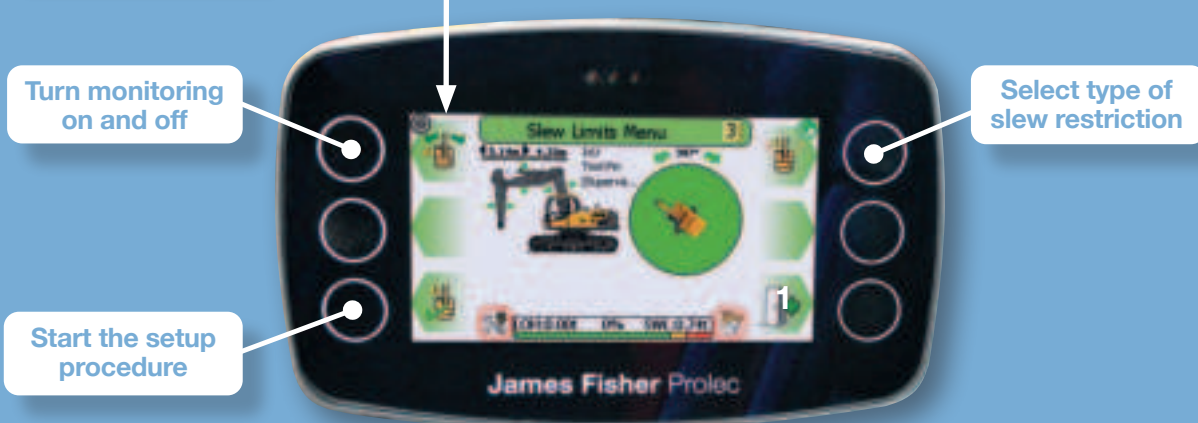 Turn monitoring
on and off
Select type of
slew restriction
Slew Limits Menu 3
1
Start the setup
procedure
0%
James Fisher Prolec